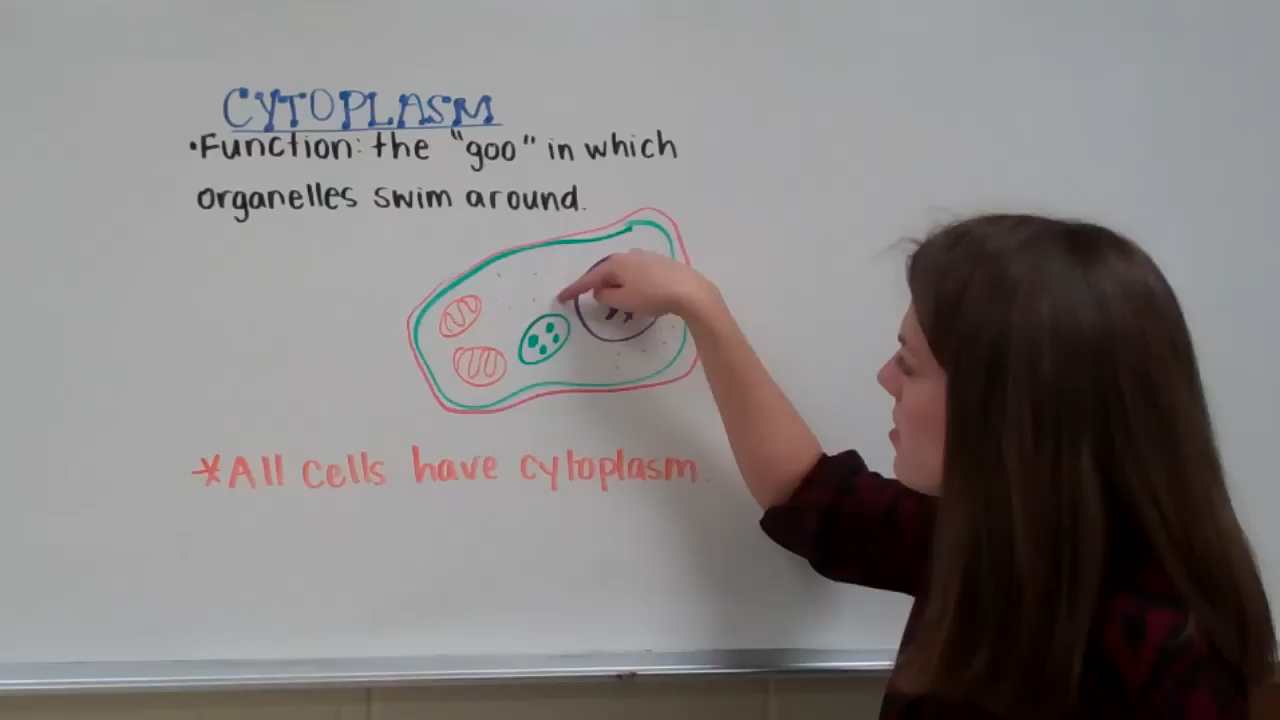 CYTOPLASM
•Function: the "goo" in which
organelles swim around.
*All cells have cytoplasm.